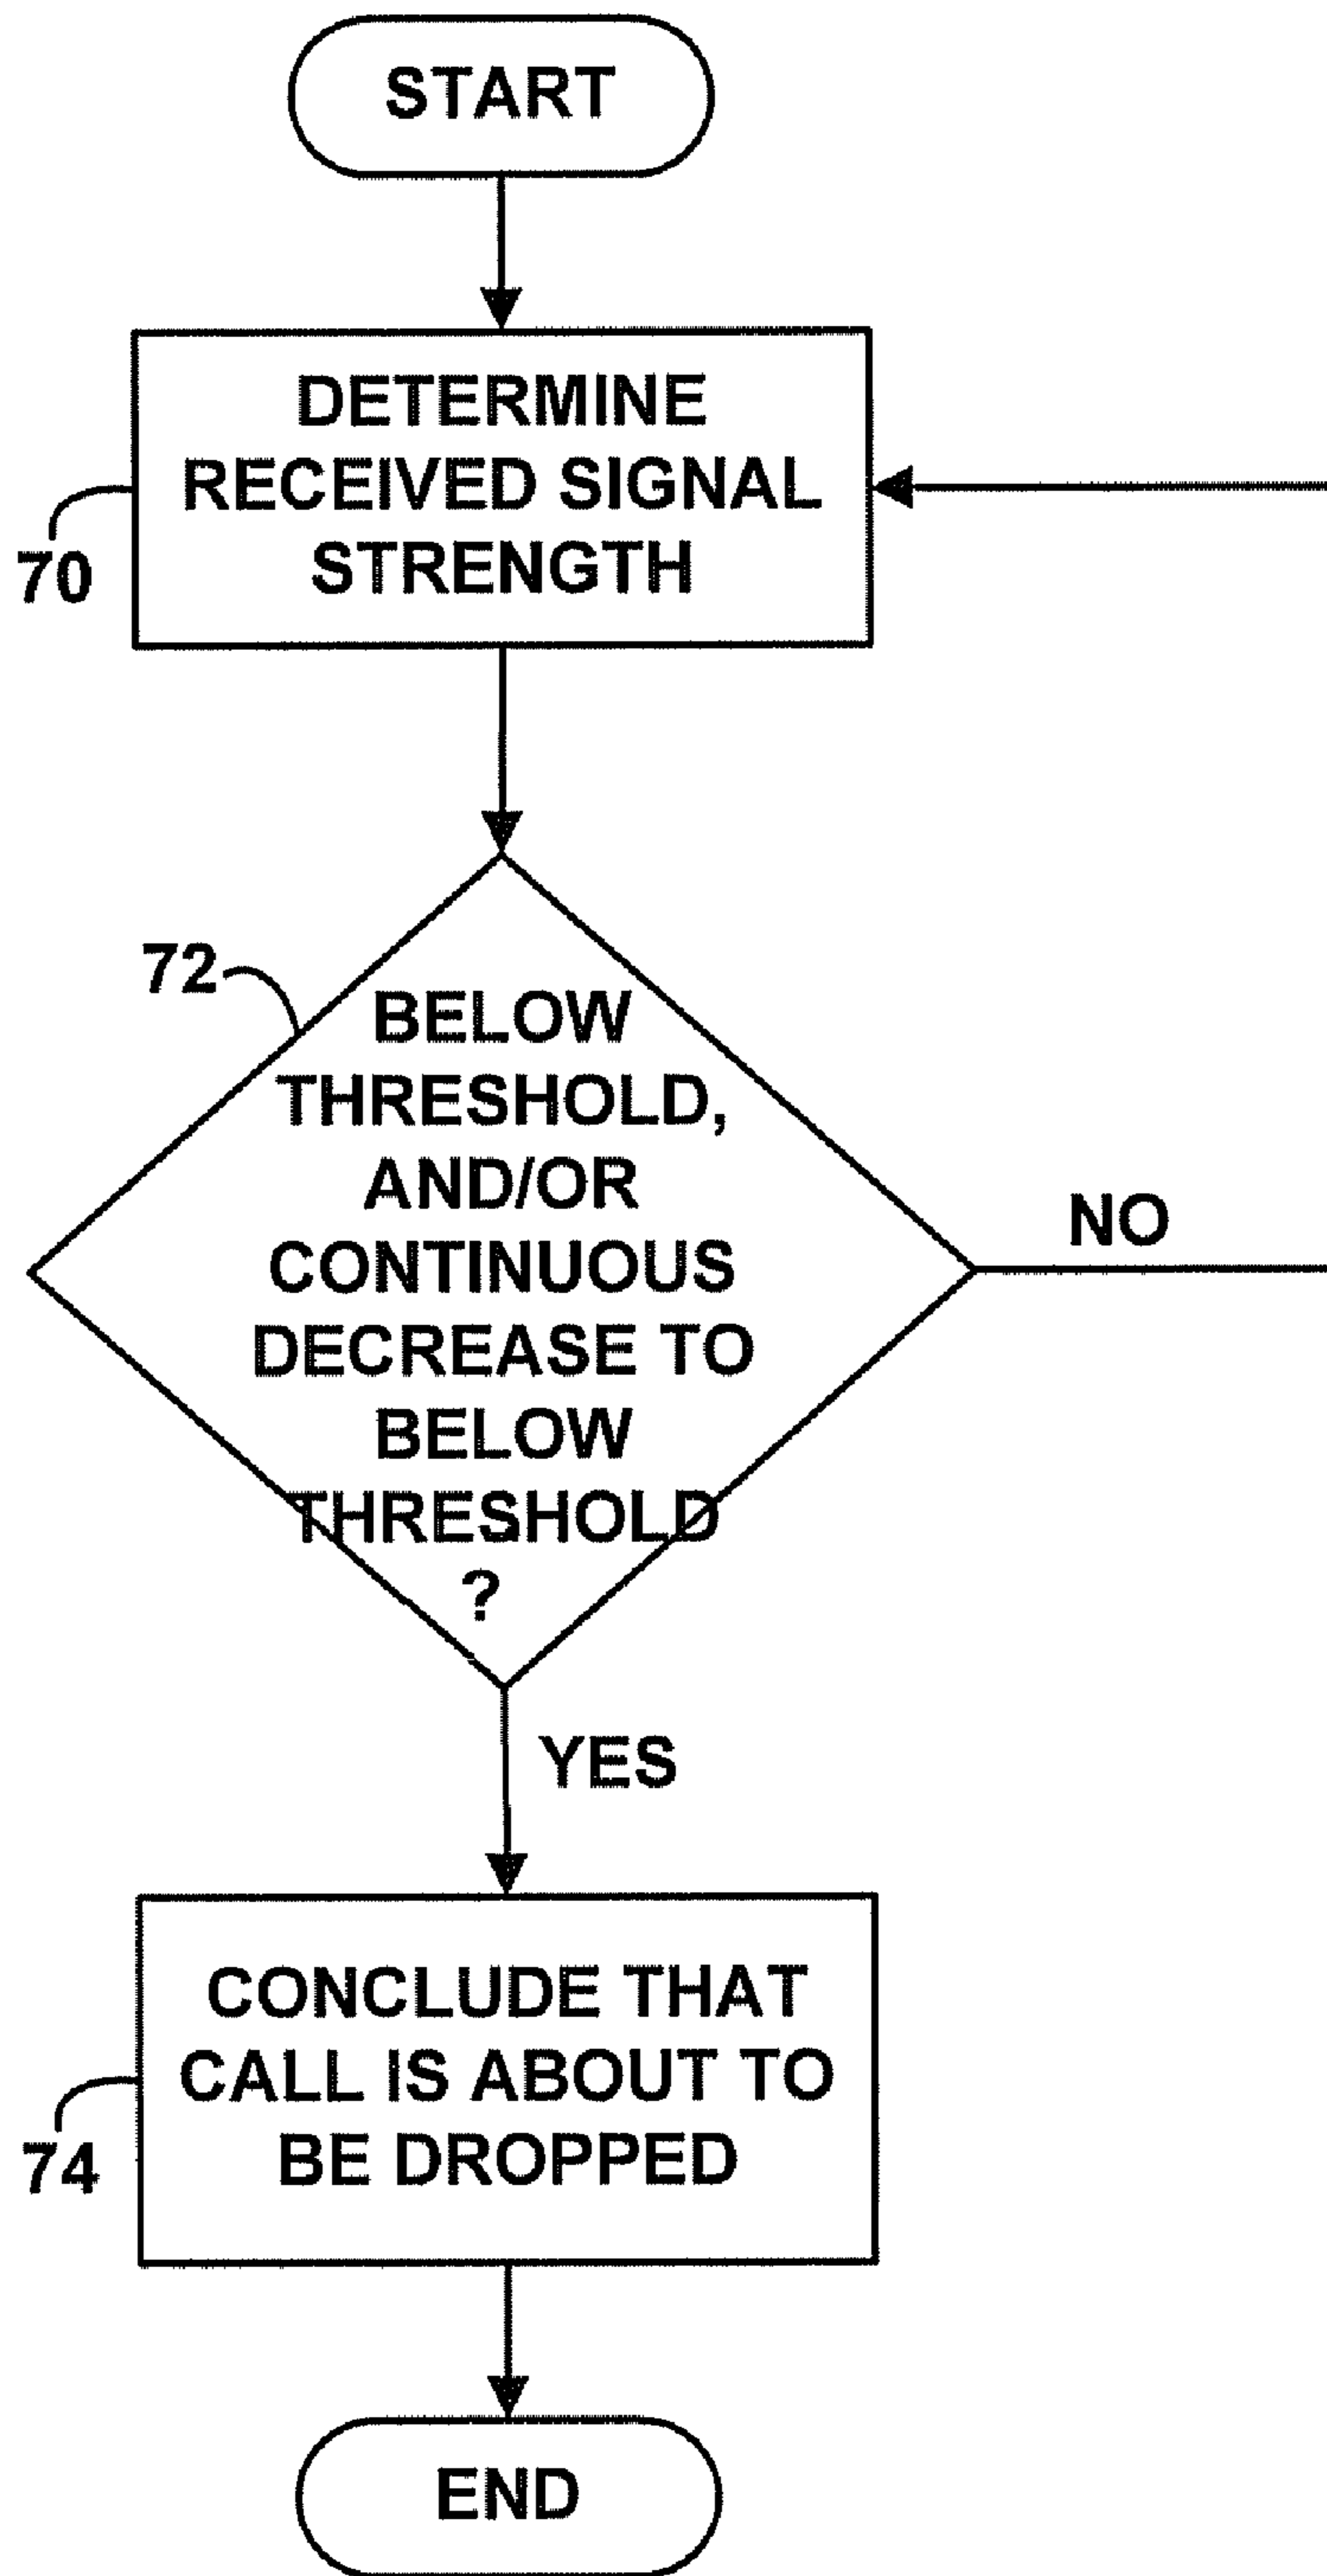 START
DETERMINE
RECEIVED SIGNAL
STRENGTH
70
72
BELOW
THRESHOLD,
AND/OR
CONTINUOUS
DECREASE TO
BELOW
THRESHOLD
?
NO
YES
CONCLUDE THAT
CALL IS ABOUT TO
BE DROPPED
74
END